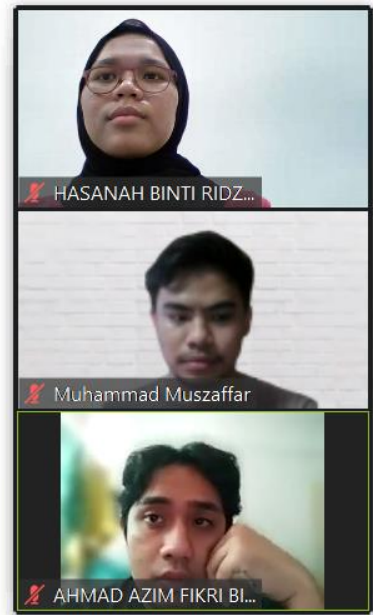 HASANAH BINTI RIDZ...
Muhammad Muszaffar
AHMAD AZIM FIKRI BI...